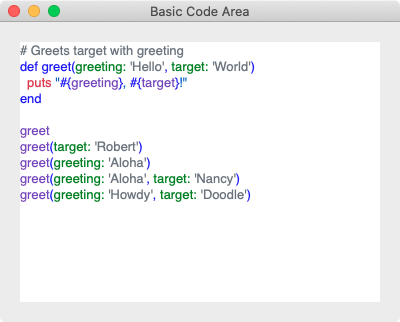 Basic Code Area
# Greets target with greeting
def greet(greeting: 'Hello', target: 'World')
  puts "#{greeting}, #{target}!"
end

greet
greet(target: 'Robert')
greet(greeting: 'Aloha')
greet(greeting: 'Aloha', target: 'Nancy')
greet(greeting: 'Howdy', target: 'Doodle')